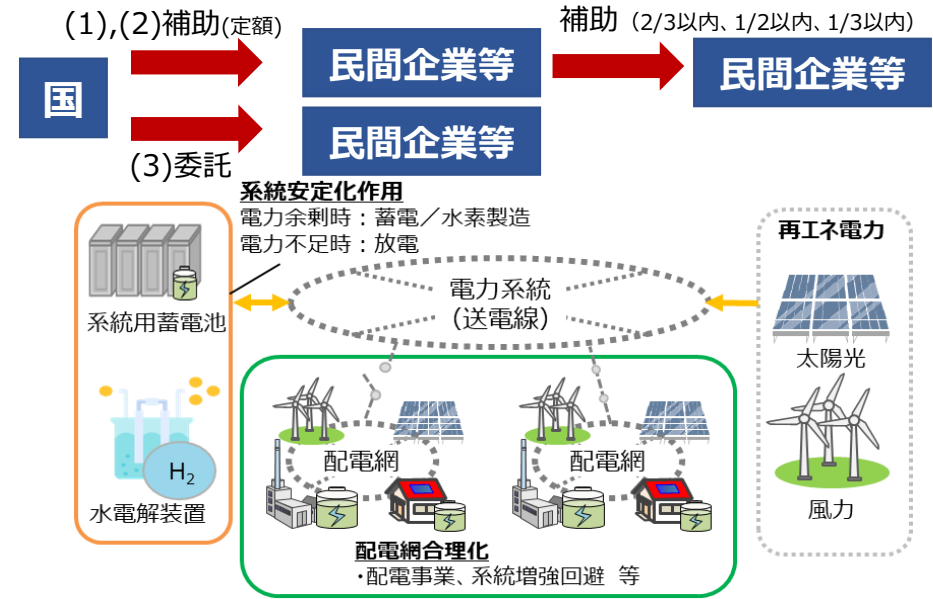 (1),(2)補助(定額)
補助（2/3以内、1/2以内、1/3以内）
国
民間企業等
民間企業等
民間企業等
(3)委託
系統安定化作用
電力余剰時：蓄電／水素製造
電力不足時：放電
再エネ電力
電力系統
（送電線）
系統用蓄電池
太陽光
配電網
配電網
H₂
水電解装置
風力
配電網合理化
・配電事業、系統増強回避 等